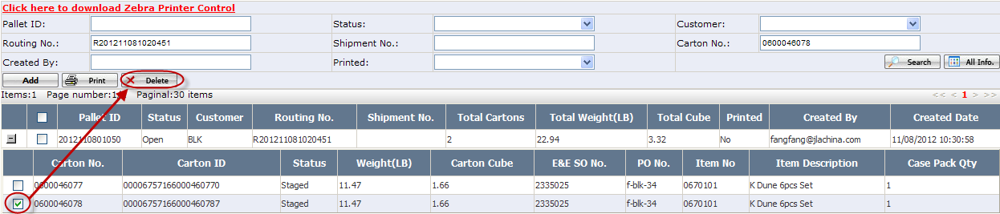 Click here to download Zebra Printer Control
Pallet ID: Status: Customer:
Routing No.: R201211081020451 Shipment No.: Carton No.: 0600046078
Created By: Printed: Search All Info.
Add Print Delete
Items:1 Page number:1 Paginal:30 items << < 1 > >>
Pallet ID Status Customer Routing No. Shipment No. Total Cartons Total Weight(LB) Total Cube Printed Created By Created Date
2012110801050 Open BLK R201211081020451 2 22.94 3.32 No fangfang@jlachina.com 11/08/2012 10:30:58
Carton No. Carton ID Status Weight(LB) Carton Cube E&E SO No. PO No. Item No Item Description Case Pack Qty
0600046077 00006757166000460770 Staged 11.47 1.66 2335025 f-blk-34 0670101 K Dune 6pcs Set 1
0600046078 00006757166000460787 Staged 11.47 1.66 2335025 f-blk-34 0670101 K Dune 6pcs Set 1